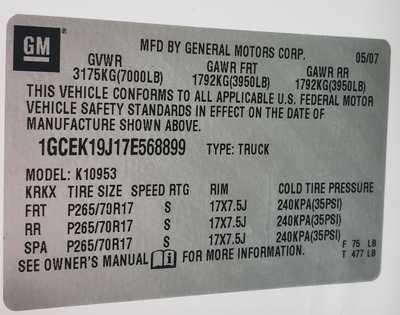 GM
MFD BY GENERAL MOTORS CORP. 05/07
GVWR GAWR FRT GAWR RR
3175KG(7000LB) 1792KG(3950LB) 1792KG(3950LB)
THIS VEHICLE CONFORMS TO ALL APPLICABLE U.S. FEDERAL MOTOR
VEHICLE SAFETY STANDARDS IN EFFECT ON THE DATE OF
MANUFACTURE SHOWN ABOVE.
1GCEK19J17E568899 TYPE: TRUCK
MODEL: K10953
KRKX TIRE SIZE SPEED RTG RIM COLD TIRE PRESSURE
FRT P265/70R17 S 17X7.5J 240KPA(35PSI)
RR P265/70R17 S 17X7.5J 240KPA(35PSI)
SPA P265/70R17 S 17X7.5J 240KPA(35PSI)
SEE OWNER'S MANUAL FOR MORE INFORMATION.
F 75 LB
T 477 LB